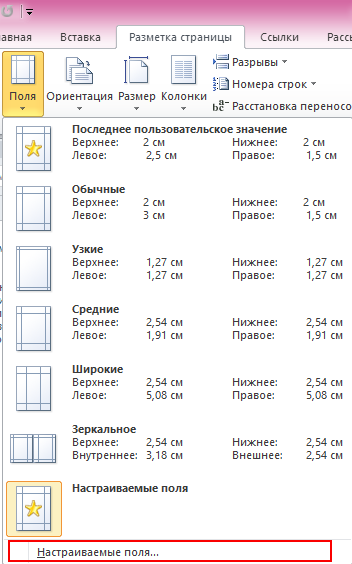 авная Вставка Разметка страницы Ссылки Рассы
Поля Ориентация Размер Колонки Разрывы
Номера строк
Расстановка переносо
Последнее пользовательское значение
Верхнее: 2 см Нижнее: 2 см
Левое: 2,5 см Правое: 1,5 см
Обычные
Верхнее: 2 см Нижнее: 2 см
Левое: 3 см Правое: 1,5 см
Узкие
Верхнее: 1,27 см Нижнее: 1,27 см
Левое: 1,27 см Правое: 1,27 см
Средние
Верхнее: 2,54 см Нижнее: 2,54 см
Левое: 1,91 см Правое: 1,91 см
Широкие
Верхнее: 2,54 см Нижнее: 2,54 см
Левое: 5,08 см Правое: 5,08 см
Зеркальное
Верхнее: 2,54 см Нижнее: 2,54 см
Внутреннее: 3,18 см Внешнее: 2,54 см
Настраиваемые поля
Настраиваемые поля...